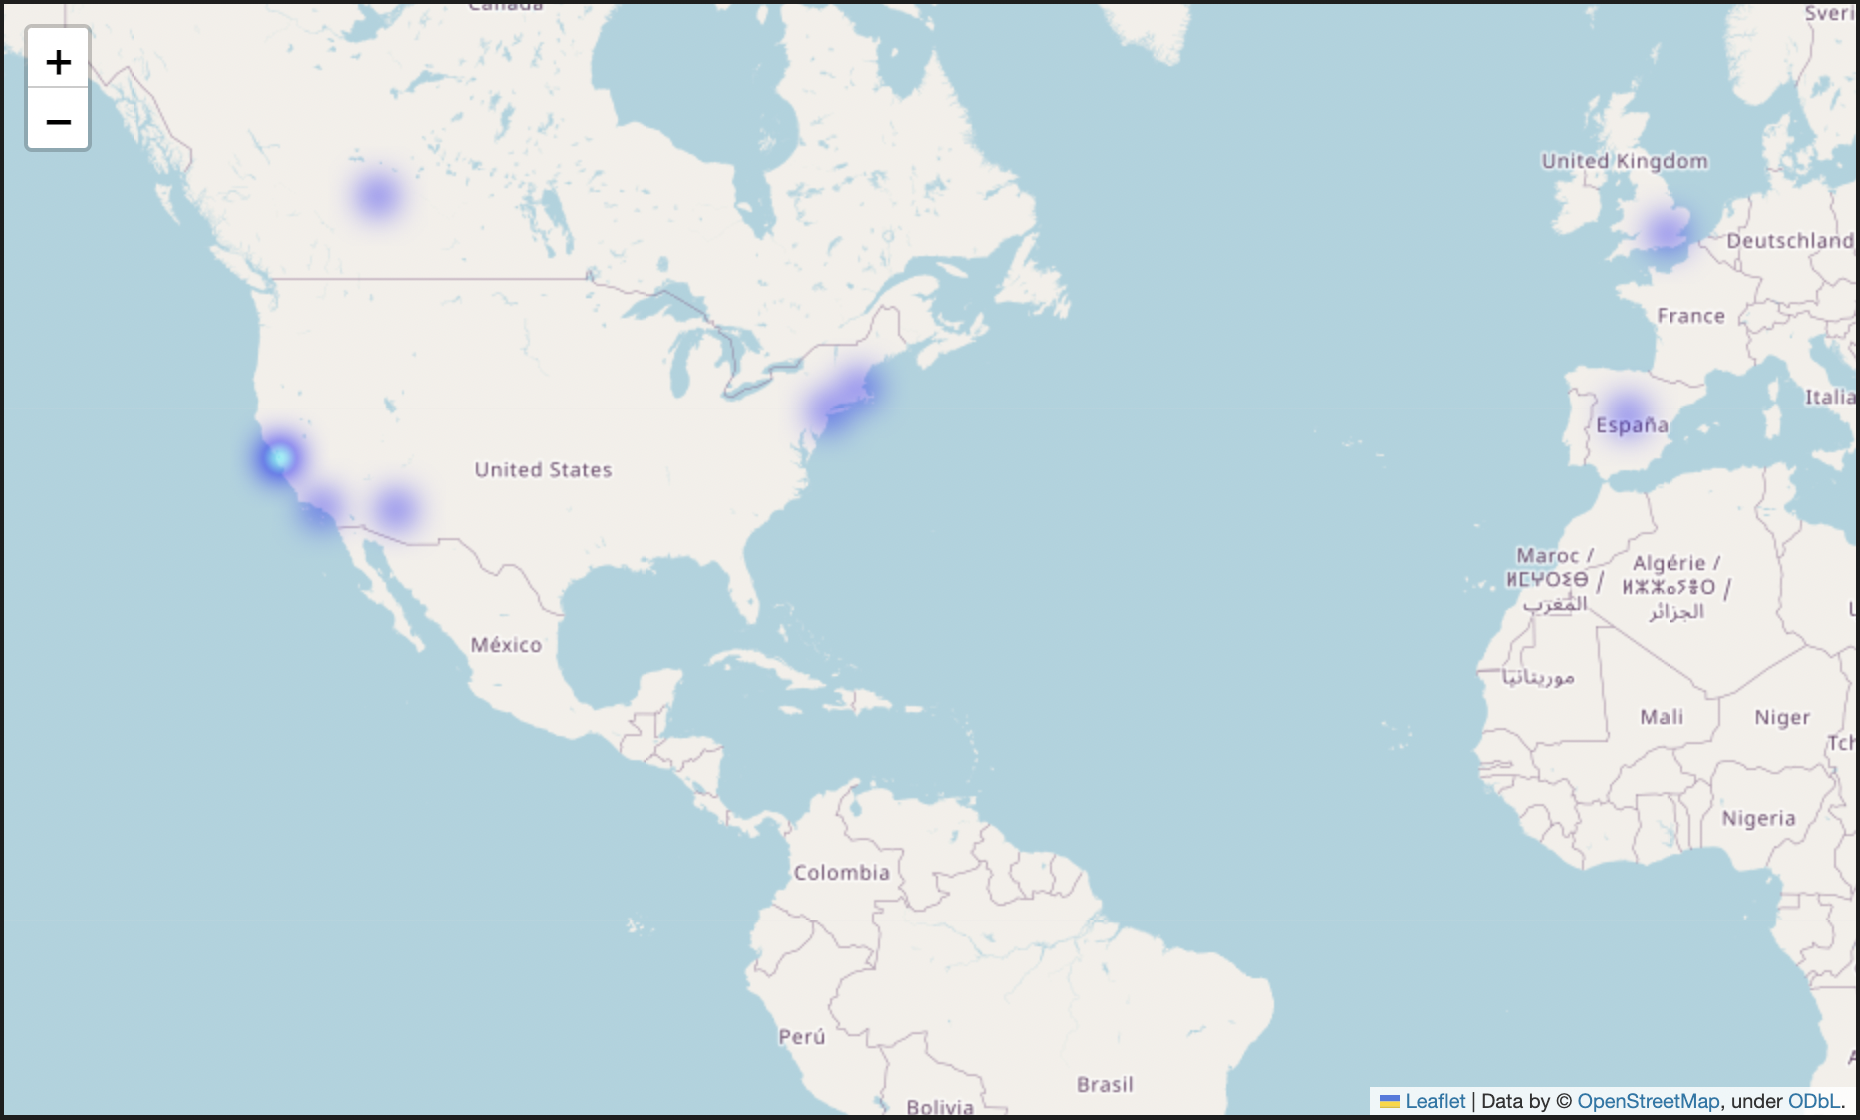 Canada
Sveri
+
−
United Kingdom
Deutschland
France
Italia
España
United States
Maroc /
ⵍⵎⵖⵔⵉⴱ /
المغرب
Algérie /
ⵍⵣⵣⴰⵢⴻⵔ /
الجزائر
México
موريتانيا
Mali
Niger
Tch
Nigeria
Colombia
Perú
Brasil
Bolivia
Leaflet | Data by © OpenStreetMap, under ODbL.